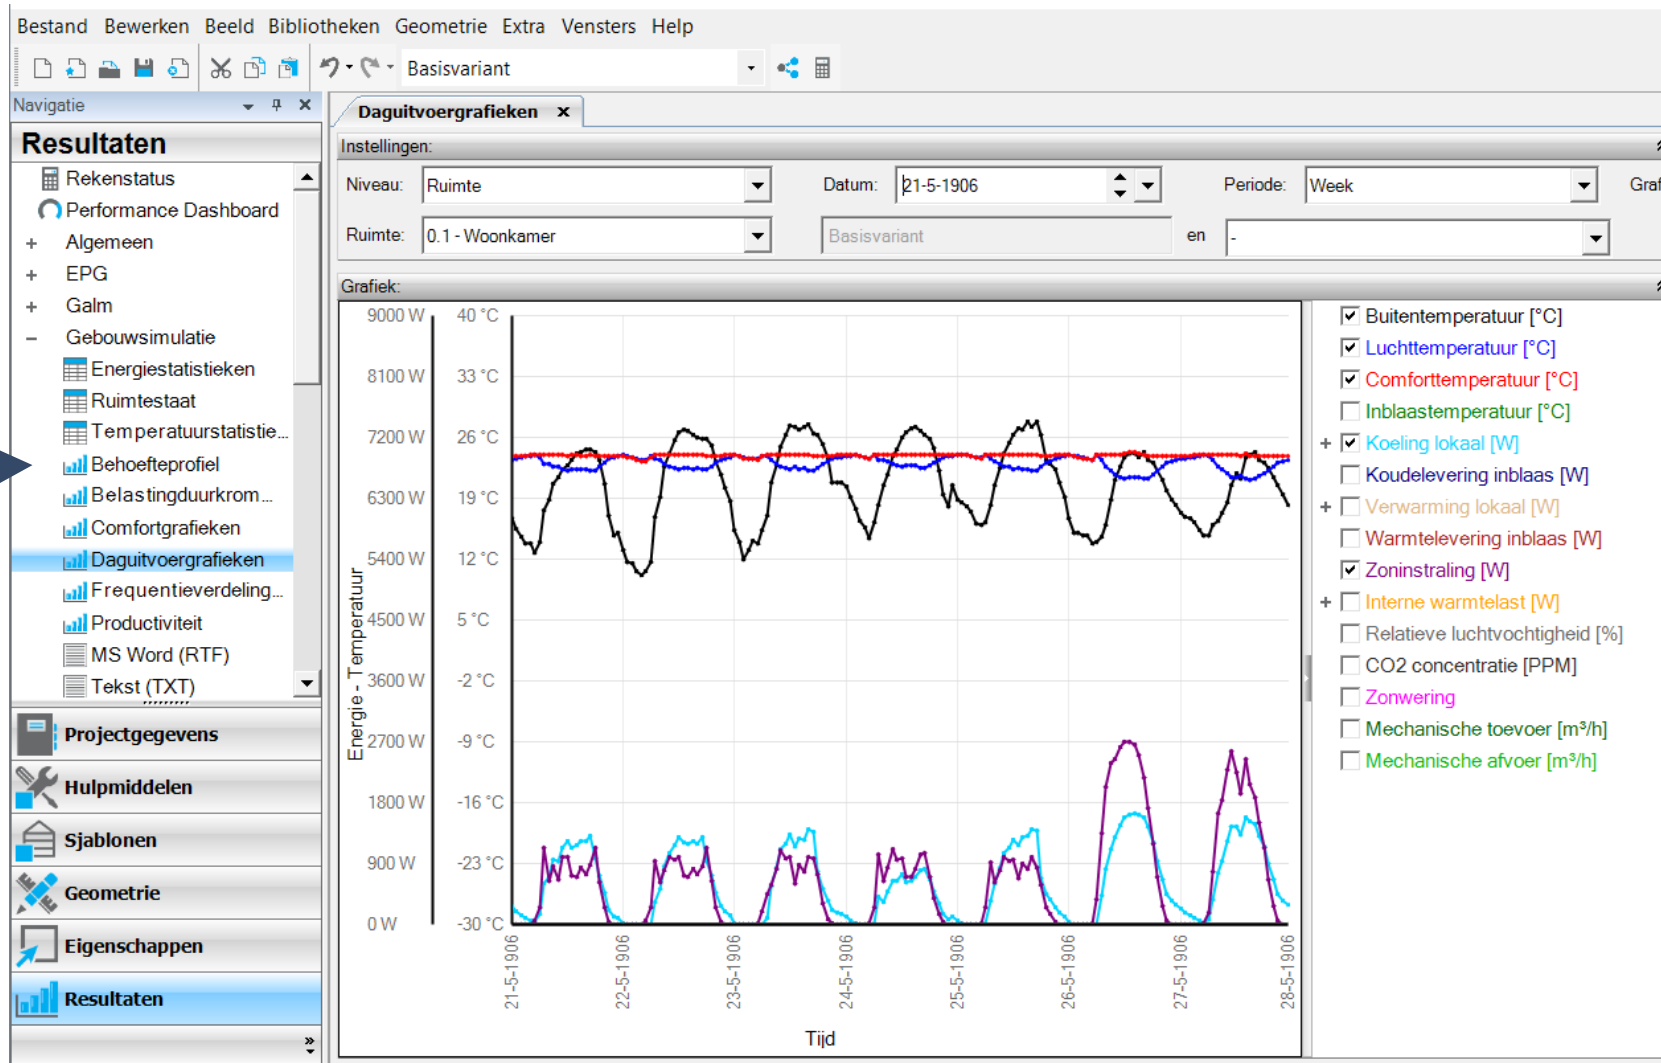 Bestand Bewerken Beeld Bibliotheken Geometrie Extra Vensters Help
Basisvariant
Navigatie
Resultaten
Rekenstatus
Performance Dashboard
Algemeen
EPG
Galm
Gebouwsimulatie
Energiestatistieken
Ruimtestaat
Temperatuurstatistie...
Behoefteprofiel
Belastingduurkrom...
Comfortgrafieken
Daguitvoergrafieken
Frequentieverdeling...
Productiviteit
MS Word (RTF)
Tekst (TXT)
Projectgegevens
Hulpmiddelen
Sjablonen
Geometrie
Eigenschappen
Resultaten
Daguitvoergrafieken x
Instellingen:
Niveau: Ruimte Datum: 21-5-1906 Periode: Week Graf
Ruimte: 0.1 - Woonkamer Basisvariant en -
Grafiek:
9000 W 40 °C
8100 W 33 °C
7200 W 26 °C
6300 W 19 °C
5400 W 12 °C
4500 W 5 °C
3600 W -2 °C
2700 W -9 °C
1800 W -16 °C
900 W -23 °C
0 W -30 °C
Energie - Temperatuur
21-5-1906 22-5-1906 23-5-1906 24-5-1906 25-5-1906 26-5-1906 27-5-1906 28-5-1906
Tijd
Buitentemperatuur [°C]
Luchttemperatuur [°C]
Comforttemperatuur [°C]
Inblaastemperatuur [°C]
Koeling lokaal [W]
Koudelevering inblaas [W]
Verwarming lokaal [W]
Warmtelevering inblaas [W]
Zoninstraling [W]
Interne warmtelast [W]
Relatieve luchtvochtigheid [%]
CO2 concentratie [PPM]
Zonwering
Mechanische toevoer [m³/h]
Mechanische afvoer [m³/h]